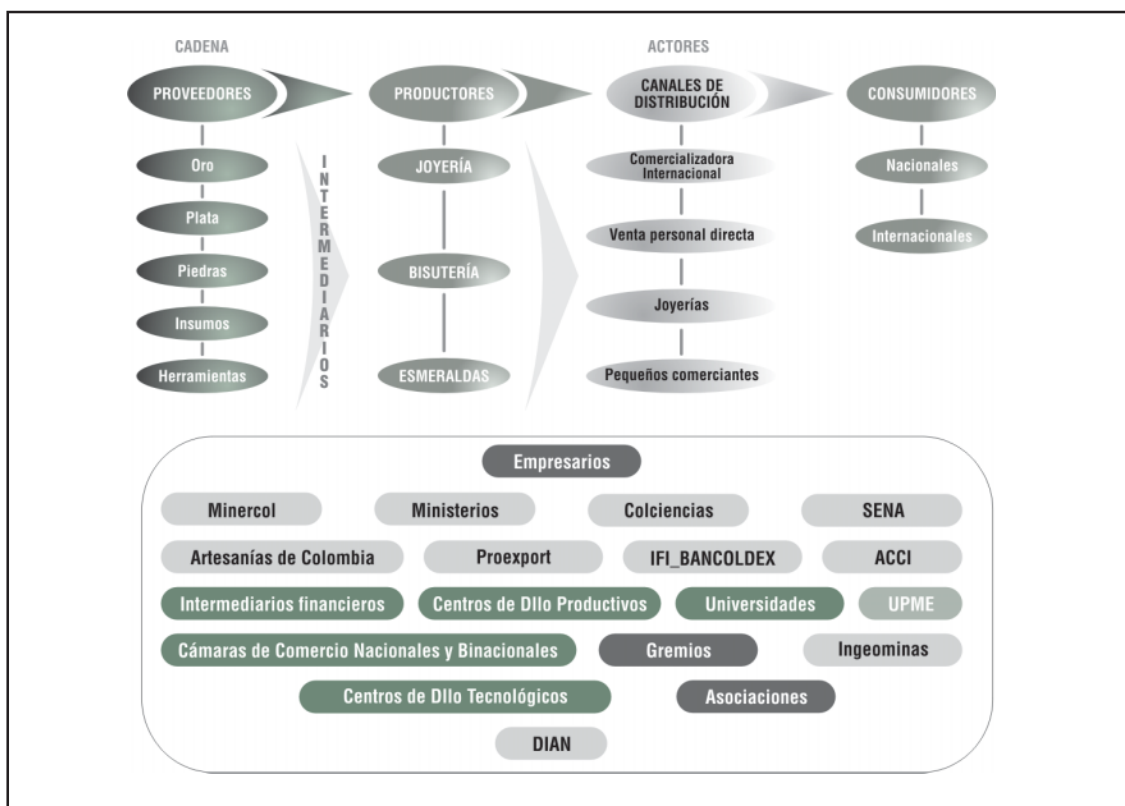 CADENA
ACTORES
PROVEEDORES
PRODUCTORES
CANALES DE
DISTRIBUCIÓN
CONSUMIDORES
Oro
Plata
Piedras
Insumos
Herramientas
INTERMEDIARIOS
JOYERÍA
BISUTERÍA
ESMERALDAS
Comercializadora
Internacional
Venta personal directa
Joyerías
Pequeños comerciantes
Nacionales
Internacionales
Empresarios
Minercol
Ministerios
Colciencias
SENA
Artesanías de Colombia
Proexport
IFI_BANCOLDEX
ACCI
Intermediarios financieros
Centros de Dllo Productivos
Universidades
UPME
Cámaras de Comercio Nacionales y Binacionales
Gremios
Ingeominas
Centros de Dllo Tecnológicos
Asociaciones
DIAN